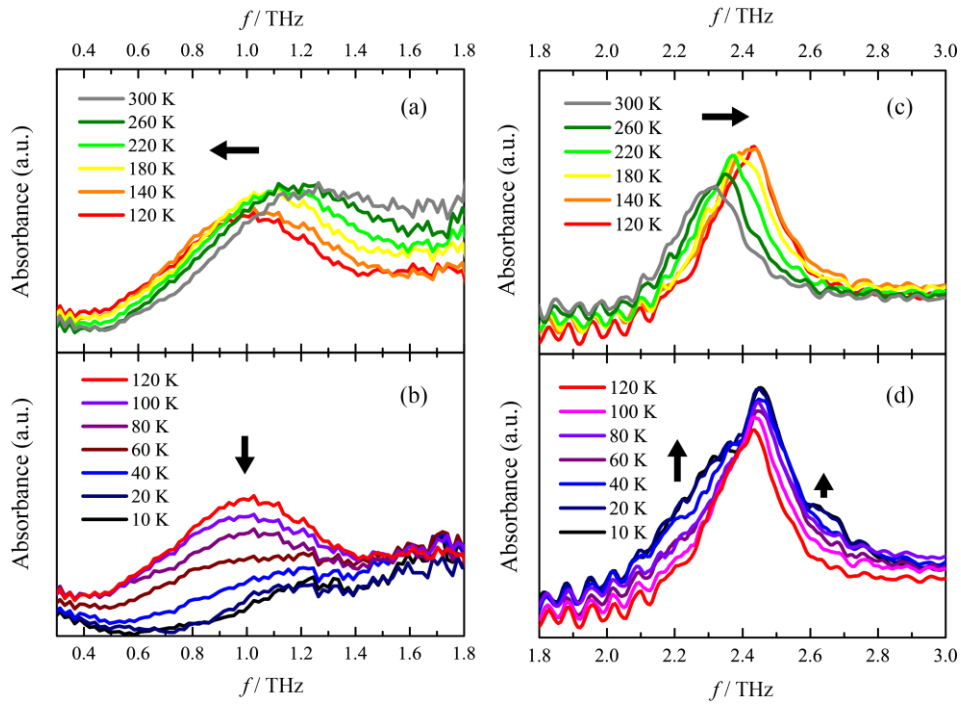 f / THz
0.4 0.6 0.8 1.0 1.2 1.4 1.6 1.8
Absorbance (a.u.)
(a)
300 K
260 K
220 K
180 K
140 K
120 K
Absorbance (a.u.)
(b)
120 K
100 K
80 K
60 K
40 K
20 K
10 K
0.4 0.6 0.8 1.0 1.2 1.4 1.6 1.8
f / THz
f / THz
1.8 2.0 2.2 2.4 2.6 2.8 3.0
Absorbance (a.u.)
(c)
300 K
260 K
220 K
180 K
140 K
120 K
Absorbance (a.u.)
(d)
120 K
100 K
80 K
60 K
40 K
20 K
10 K
1.8 2.0 2.2 2.4 2.6 2.8 3.0
f / THz